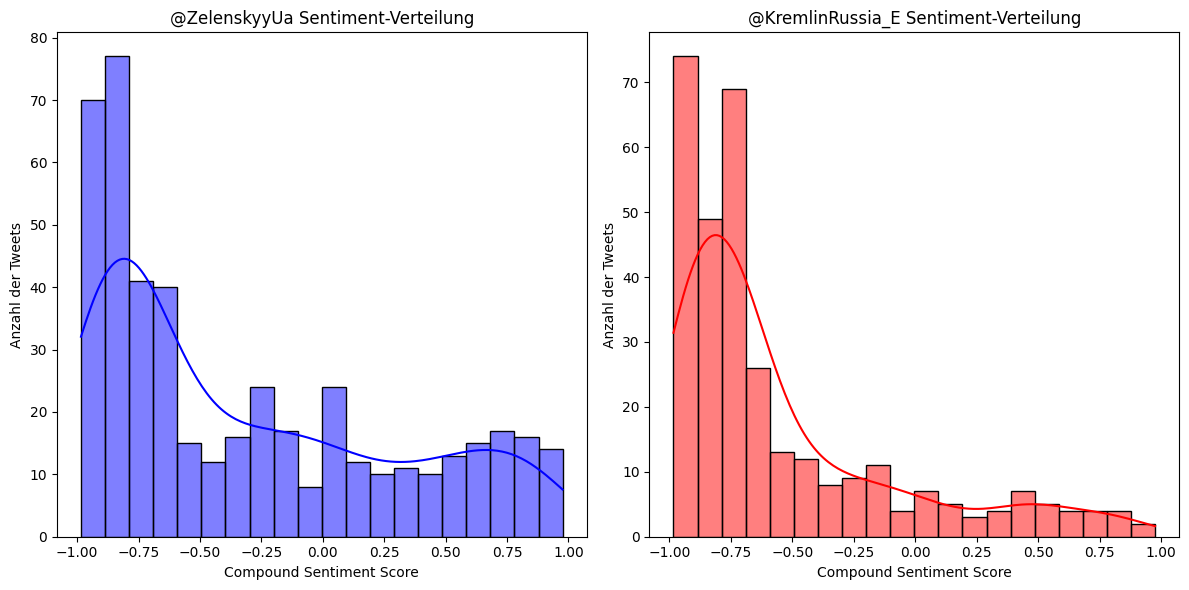 @ZelenskyyUa Sentiment-Verteilung
80
70
60
50
40
30
20
10
0
Anzahl der Tweets
−1.00 −0.75 −0.50 −0.25 0.00 0.25 0.50 0.75 1.00
Compound Sentiment Score
@KremlinRussia_E Sentiment-Verteilung
70
60
50
40
30
20
10
0
Anzahl der Tweets
−1.00 −0.75 −0.50 −0.25 0.00 0.25 0.50 0.75 1.00
Compound Sentiment Score